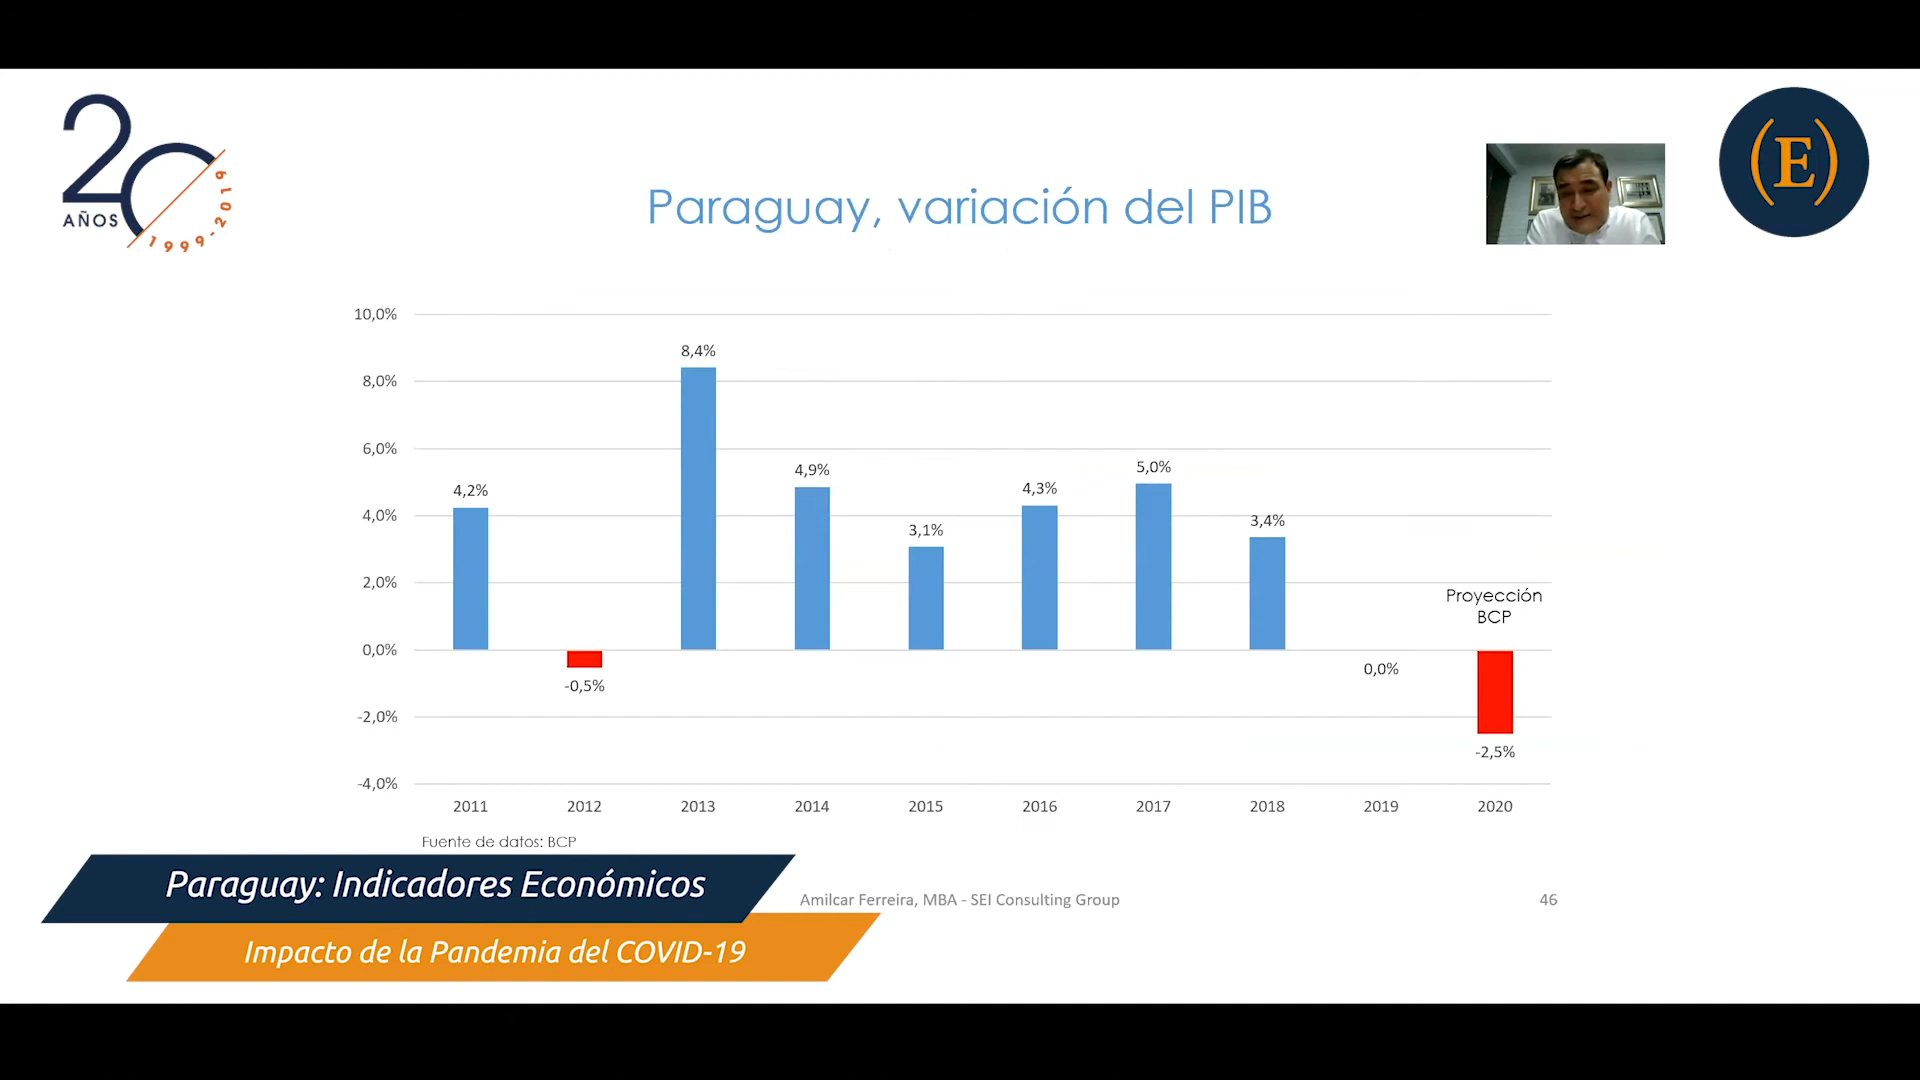 20
AÑOS
1999-2019
Paraguay, variación del PIB
(E)
10,0%
8,0%
6,0%
4,0%
2,0%
0,0%
-2,0%
-4,0%
4,2%
-0,5%
8,4%
4,9%
3,1%
4,3%
5,0%
3,4%
0,0%
Proyección
BCP
-2,5%
2011 2012 2013 2014 2015 2016 2017 2018 2019 2020
Fuente de datos: BCP
Paraguay: Indicadores Económicos
Amilcar Ferreira, MBA - SEI Consulting Group 46
Impacto de la Pandemia del COVID-19